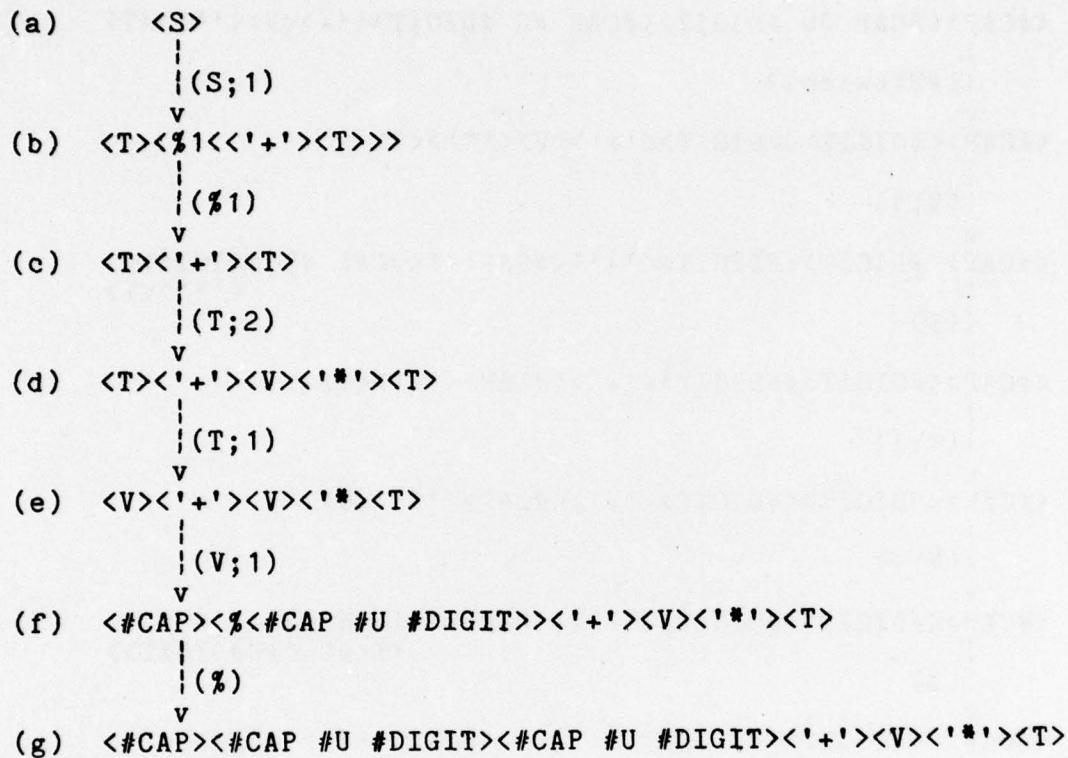 (a) <S>
(S;1)
v
(b) <T><%1<<'+'><T>>>
(%1)
v
(c) <T><'+'><T>
(T;2)
v
(d) <T><'+'><V><'*'<T>
(T;1)
v
(e) <V><'+'><V><'*><T>
(V;1)
v
(f) <#CAP><%<#CAP #U #DIGIT>><'+'><V><'*'><T>
(%)
v
(g) <#CAP><#CAP #U #DIGIT><#CAP #U #DIGIT><'+'><V><'*'><T>